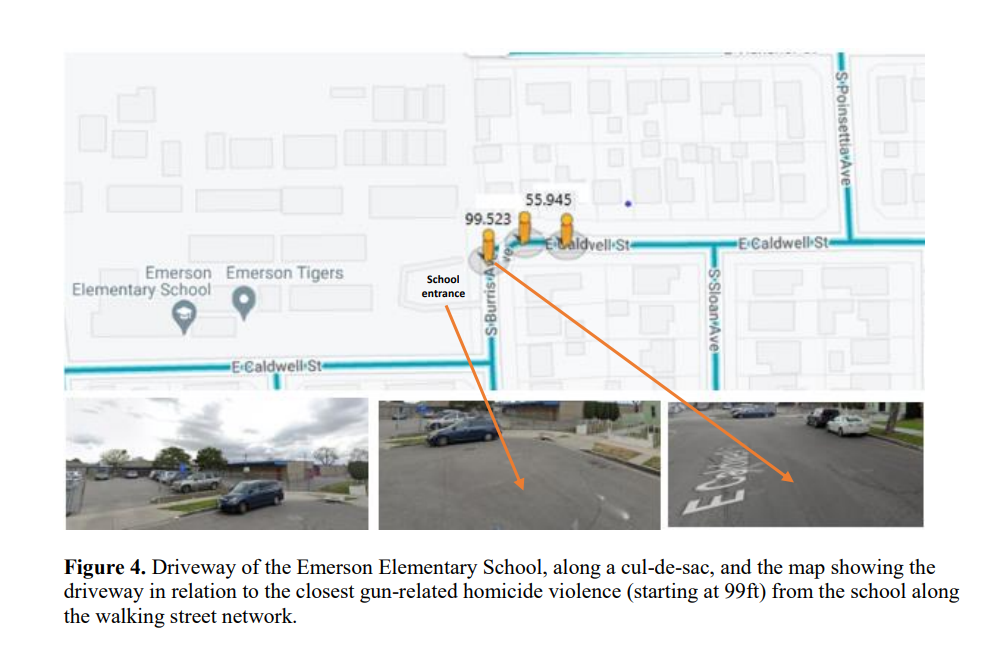 S Poinsettia Ave
55.945
99.523
E Caldwell St
E Caldwell St
Emerson
Elementary School
Emerson Tigers
School
entrance
S Burris Ave
S Sloan Ave
E Caldwell St
Figure 4. Driveway of the Emerson Elementary School, along a cul-de-sac, and the map showing the
driveway in relation to the closest gun-related homicide violence (starting at 99ft) from the school along
the walking street network.